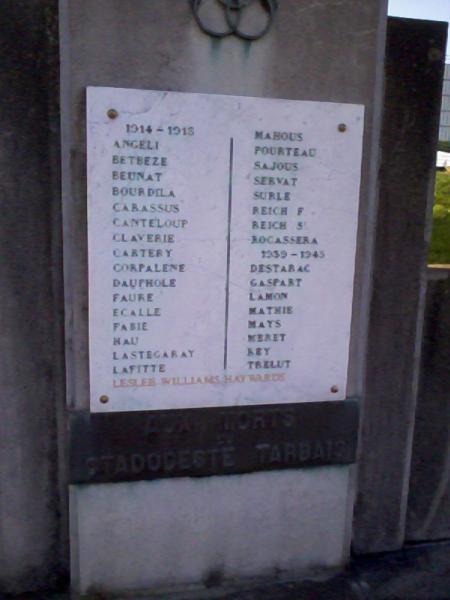 1914 - 1918
ANGELI
BETBEZE
BEUNAT
BOURDILA
CARASSUS
CANTELOUP
CLAVERIE
CARTERY
CORPALENE
DAUPHOLE
FAURE
ECALLE
FABIE
HAU
LASTEGARAY
LAFITTE
MAHOUS
POURTEAU
SAJOUS
SERVAT
SURLE
REICH F
REICH S
ROCASSERA
1939 - 1945
DESTARAC
GASPART
LAMON
MATHIE
MAYS
MERET
REY
TRELUT
LESLEE WILLIAMS HAYWARDS
AUX MORTS
DU
STADOCESTE TARBAIS